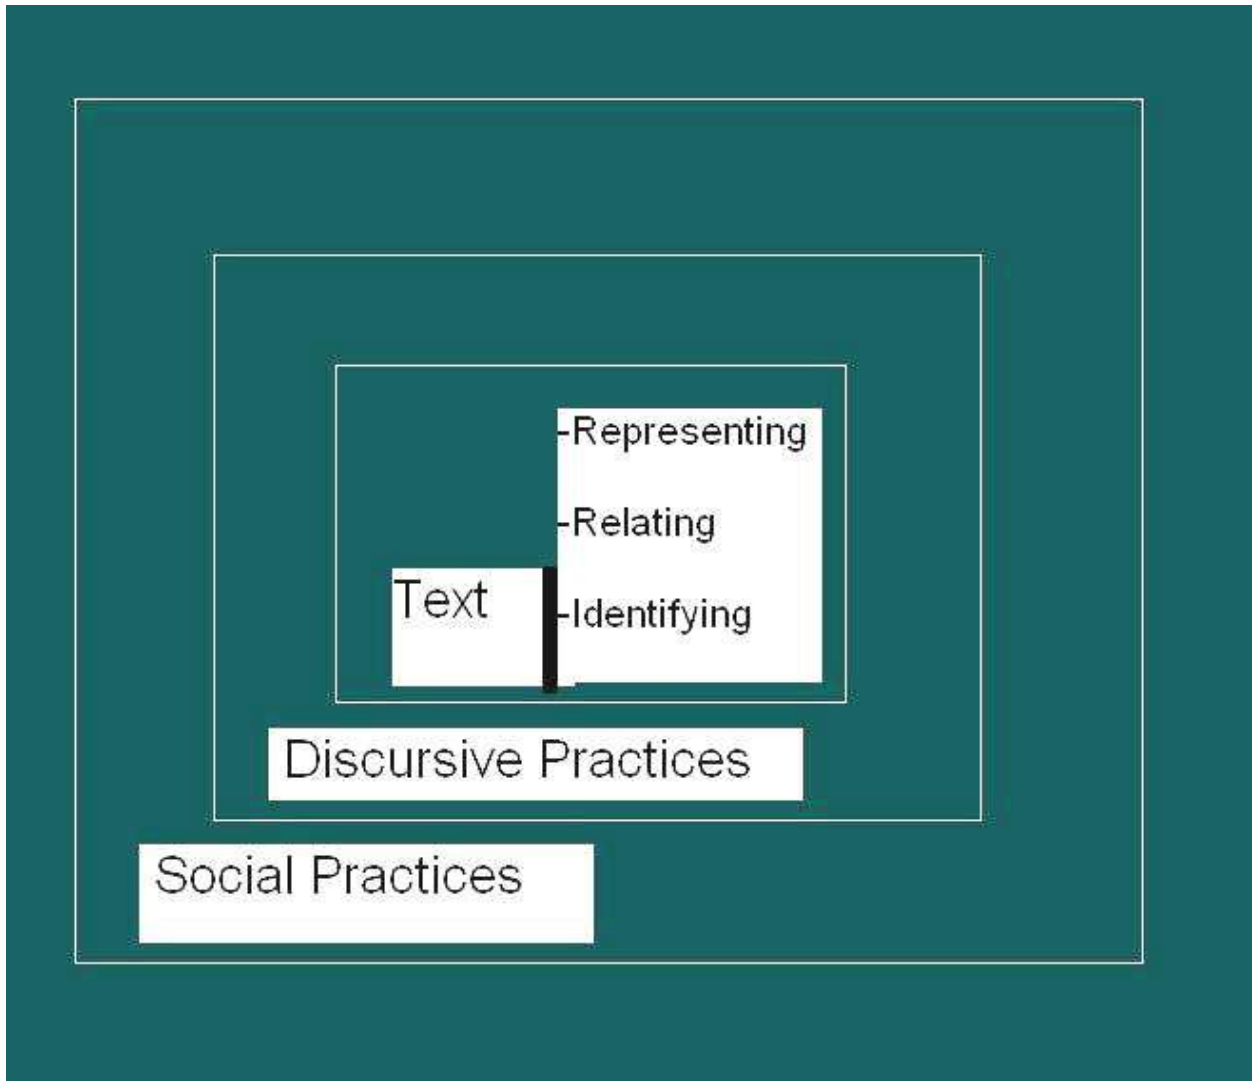 -Representing
-Relating
Text
-Identifying
Discursive Practices
Social Practices